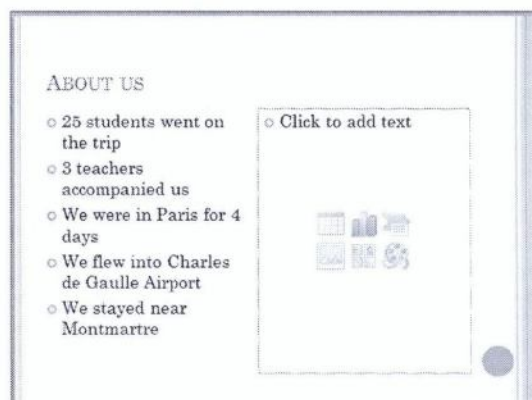 ABOUT US
25 students went on
the trip
3 teachers
accompanied us
We were in Paris for 4
days
We flew into Charles
de Gaulle Airport
We stayed near
Montmartre
Click to add text